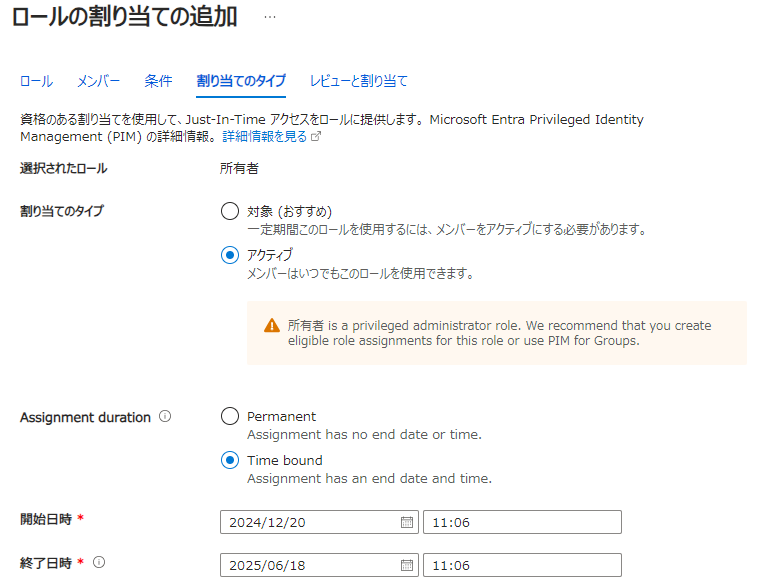 ロールの割り当ての追加 …
ロール メンバー 条件 割り当てのタイプ レビューと割り当て
資格のある割り当てを使用して、Just-In-Time アクセスをロールに提供します。 Microsoft Entra Privileged Identity
Management (PIM) の詳細情報。 詳細情報を見る
選択されたロール 所有者
割り当てのタイプ 対象 (おすすめ)
一定期間このロールを使用するには、メンバーをアクティブにする必要があります。
アクティブ
メンバーはいつでもこのロールを使用できます。
所有者 is a privileged administrator role. We recommend that you create
eligible role assignments for this role or use PIM for Groups.
Assignment duration Permanent
Assignment has no end date or time.
Time bound
Assignment has an end date and time.
開始日時 * 2024/12/20 11:06
終了日時 * 2025/06/18 11:06